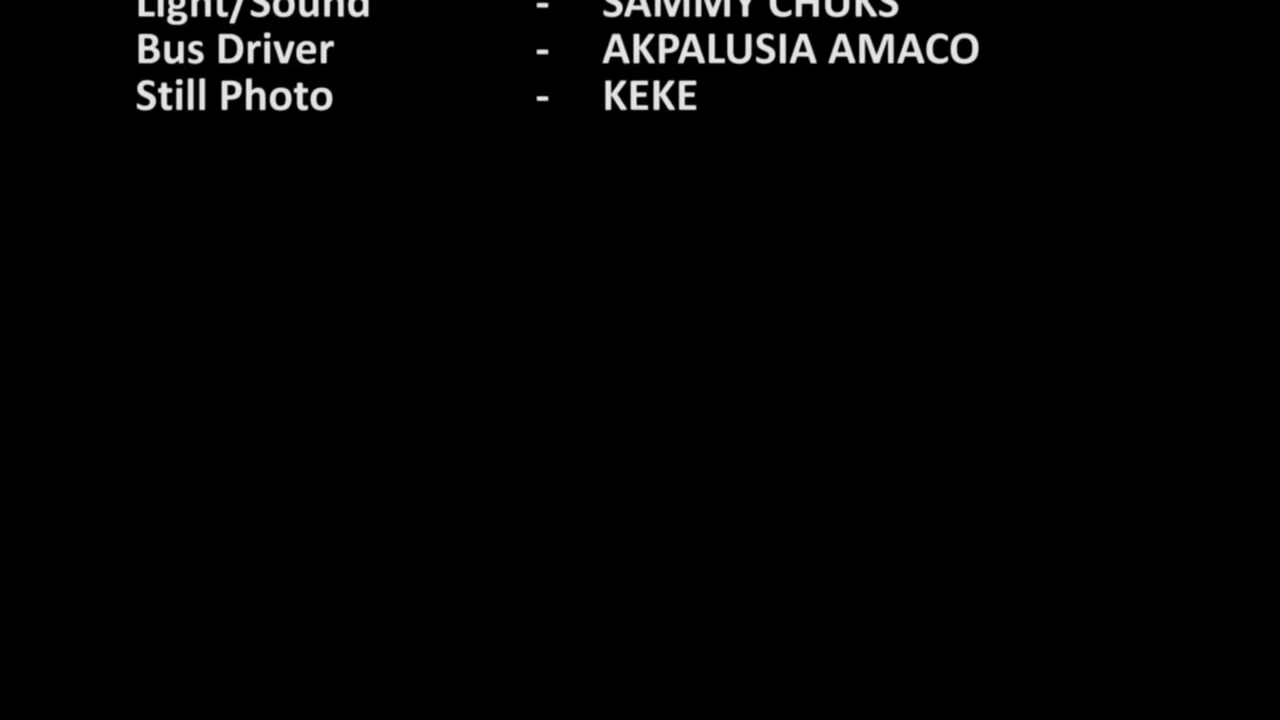 Light/Sound - SAMMY CHUKS
Bus Driver - AKPALUSIA AMACO
Still Photo - KEKE